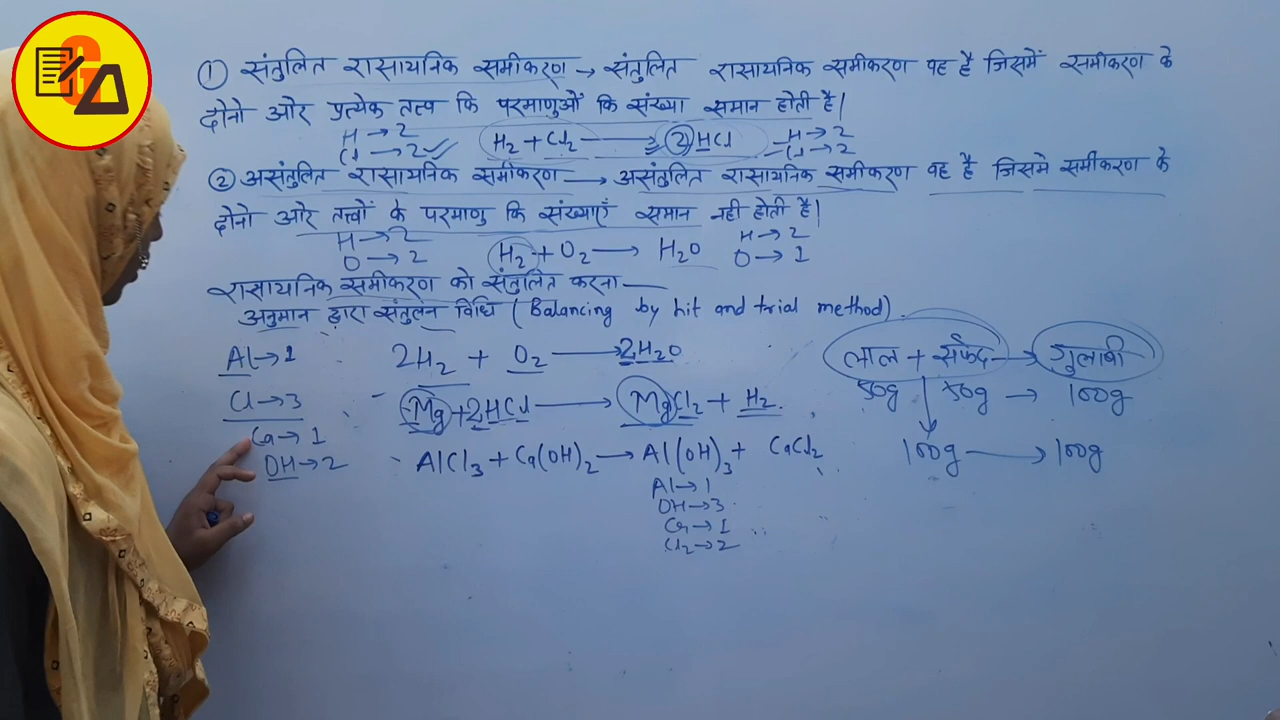 ① संतुलित रासायनिक समीकरण → संतुलित रासायनिक समीकरण वह है जिसमें समीकरण के
दोनो ओर प्रत्येक तत्व कि परमाणुओं कि संख्या समान होती है।
H → 2
Cl → 2 ✓✓
H₂ + Cl₂ ⟶ 2HCl
H → 2
Cl → 2
② असंतुलित रासायनिक समीकरण → असंतुलित रासायनिक समीकरण वह है जिसमे समीकरण के
दोनो ओर तत्वों के परमाणु कि संख्याएँ समान नही होती है।
H → 2
O → 2
H₂ + O₂ ⟶ H₂O
H → 2
O → 1
रासायनिक समीकरण को संतुलित करना —
अनुमान द्वारा संतुलन विधि (Balancing by hit and trial method).
Al → 1
Cl → 3
Ca → 1
OH → 2
2H₂ + O₂ ⟶ 2H₂O
Mg + 2HCl ⟶ MgCl₂ + H₂.
AlCl₃ + Ca(OH)₂ ⟶ Al(OH)₃ + CaCl₂
Al → 1
OH → 3
Ca → 1
Cl₂ → 2
लाल + सफेद → गुलाबी
50g 50g → 100g
100g ⟶ 100g